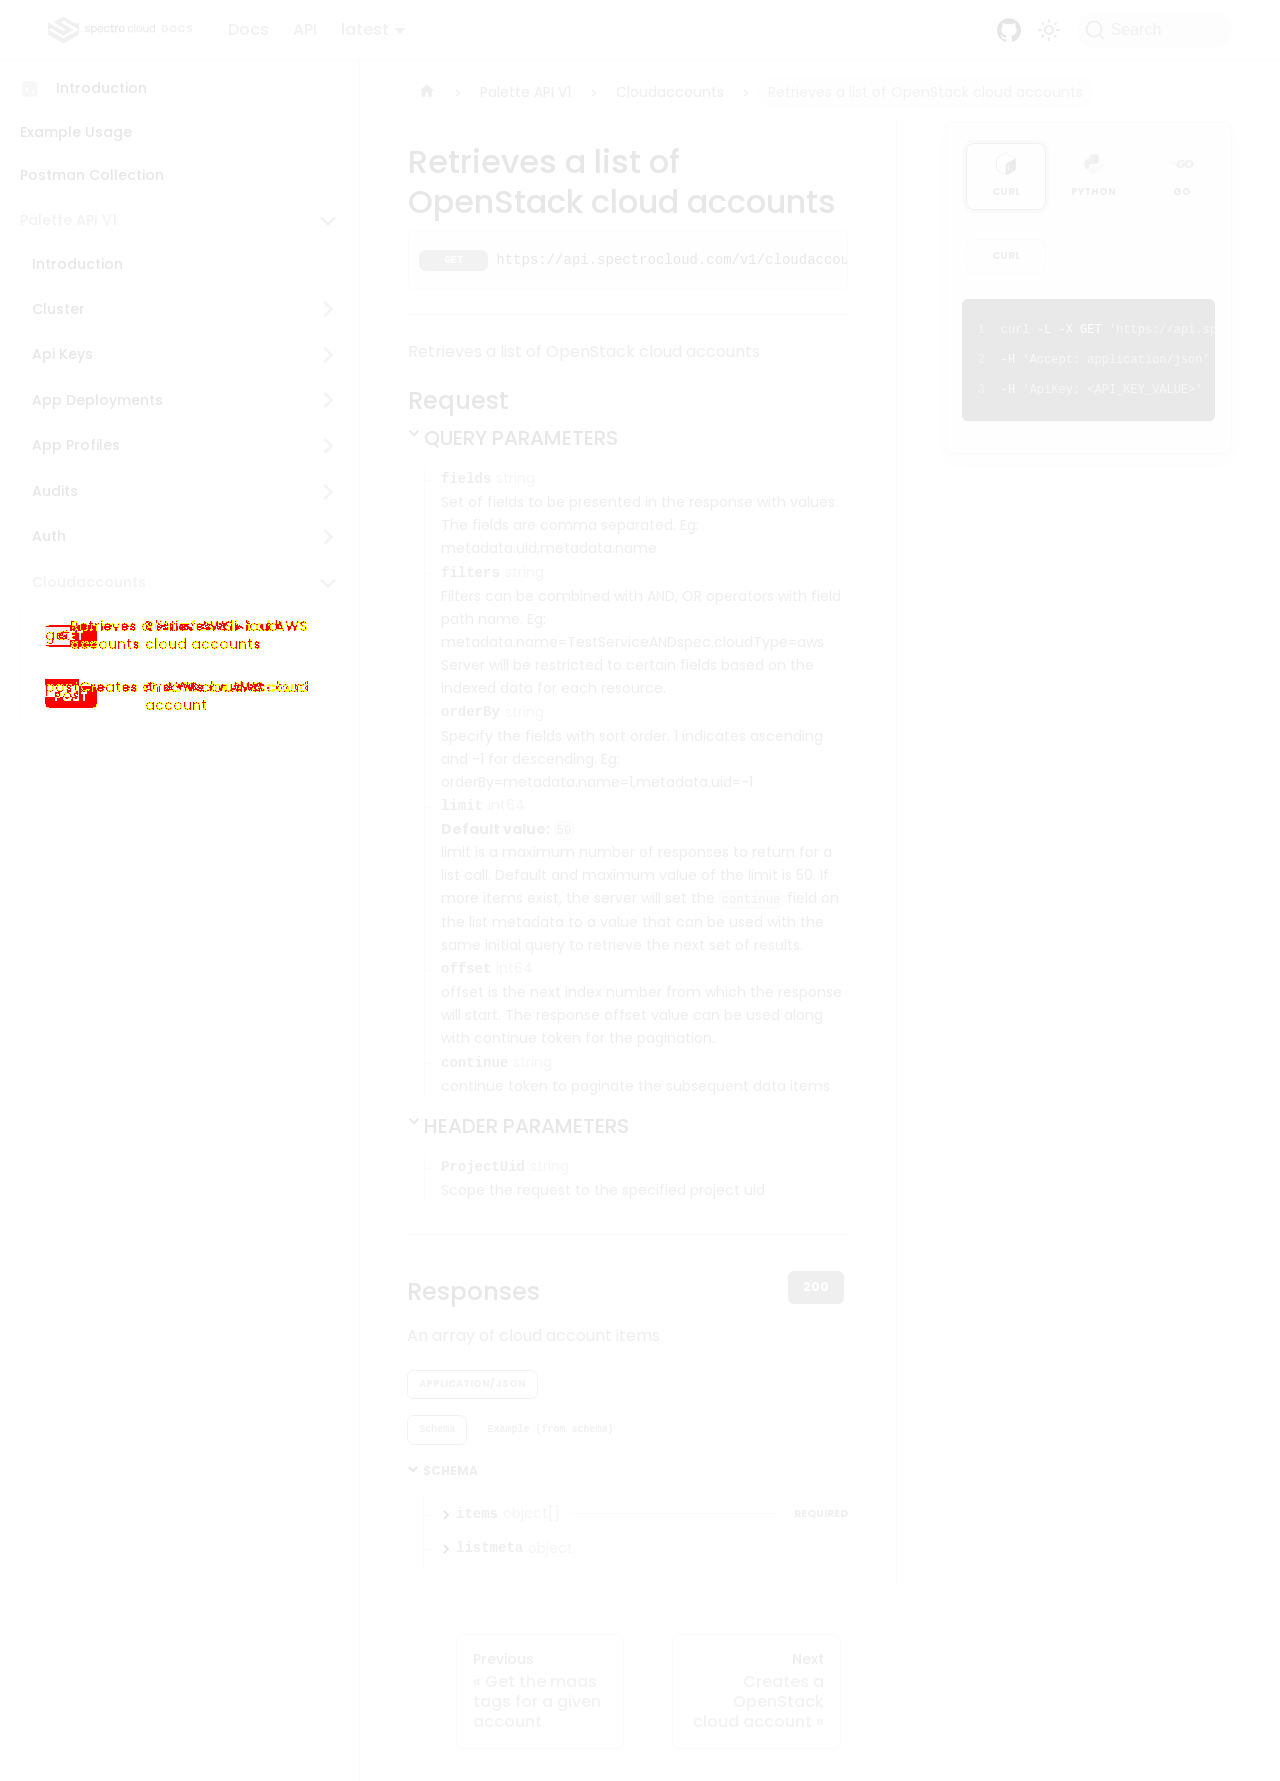 spectro cloud DOCS
Docs
API
latest
Search
Introduction
Example Usage
Postman Collection
Palette API V1
Introduction
Cluster
Api Keys
App Deployments
App Profiles
Audits
Auth
Cloudaccounts
accounts
cloud accounts
POST
account
Palette API V1
Cloudaccounts
Retrieves a list of OpenStack cloud accounts
Retrieves a list of
OpenStack cloud accounts
GET https://api.spectrocloud.com/v1/cloudaccou
Retrieves a list of OpenStack cloud accounts
Request
QUERY PARAMETERS
fields string
Set of fields to be presented in the response with values.
The fields are comma separated. Eg:
metadata.uid,metadata.name
filters string
Filters can be combined with AND, OR operators with field
path name. Eg:
metadata.name=TestServiceANDspec.cloudType=aws
Server will be restricted to certain fields based on the
indexed data for each resource.
orderBy string
Specify the fields with sort order. 1 indicates ascending
and -1 for descending. Eg:
orderBy=metadata.name=1,metadata.uid=-1
limit int64
Default value: 50
limit is a maximum number of responses to return for a
list call. Default and maximum value of the limit is 50. If
more items exist, the server will set the continue field on
the list metadata to a value that can be used with the
same initial query to retrieve the next set of results.
offset int64
offset is the next index number from which the response
will start. The response offset value can be used along
with continue token for the pagination.
continue string
continue token to paginate the subsequent data items
HEADER PARAMETERS
ProjectUid string
Scope the request to the specified project uid
Responses
200
An array of cloud account items
APPLICATION/JSON
Schema
Example (from schema)
SCHEMA
items object[]
REQUIRED
listmeta object
Previous
« Get the maas
tags for a given
account
Next
Creates a
OpenStack
cloud account »
CURL
PYTHON
GO
CURL
1 curl -L -X GET 'https://api.sp
2 -H 'Accept: application/json'
3 -H 'ApiKey: <API_KEY_VALUE>'